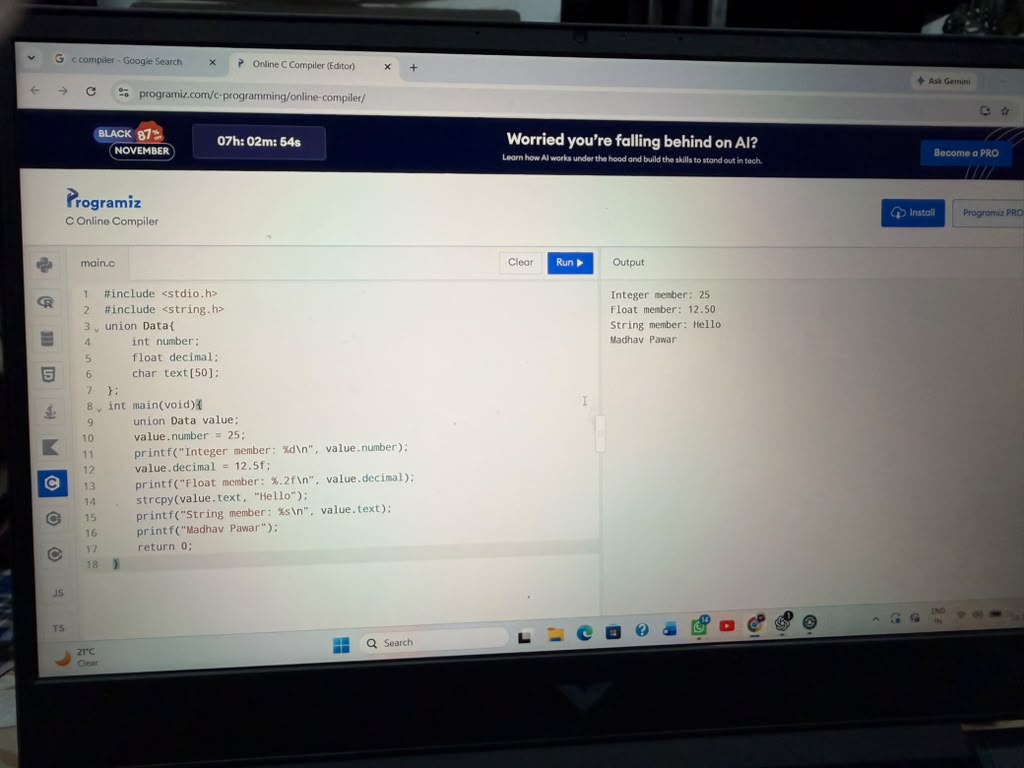 c compiler - Google Search
Online C Compiler (Editor)
Ask Gemini
programiz.com/c-programming/online-compiler/
BLACK 87%
NOVEMBER
07h: 02m: 54s
Worried you're falling behind on AI?
Learn how AI works under the hood and build the skills to stand out in tech.
Become a PRO
Programiz
C Online Compiler
Install
Programiz PRO
main.c
Clear
Run
Output
1 #include <stdio.h>
2 #include <string.h>
3 union Data{
4 int number;
5 float decimal;
6 char text[50];
7 };
8 int main(void){
9 union Data value;
10 value.number = 25;
11 printf("Integer member: %d\n", value.number);
12 value.decimal = 12.5f;
13 printf("Float member: %.2f\n", value.decimal);
14 strcpy(value.text, "Hello");
15 printf("String member: %s\n", value.text);
16 printf("Madhav Pawar");
17 return 0;
18 }
Integer member: 25
Float member: 12.50
String member: Hello
Madhav Pawar
JS
TS
21°C
Clear
Search
14
1
ENG
IN